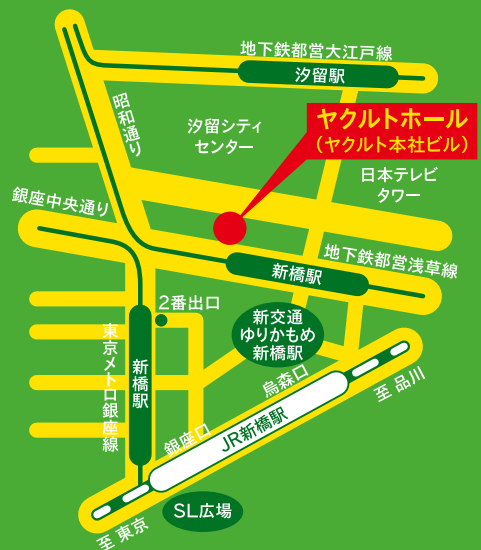 地下鉄都営大江戸線
汐留駅
昭和通り
汐留シティ
センター
ヤクルトホール
(ヤクルト本社ビル)
日本テレビ
タワー
銀座中央通り
地下鉄都営浅草線
新橋駅
2番出口
新交通
ゆりかもめ
新橋駅
東京メトロ銀座線
新橋駅
烏森口
至 品川
銀座口
JR新橋駅
SL広場
至 東京